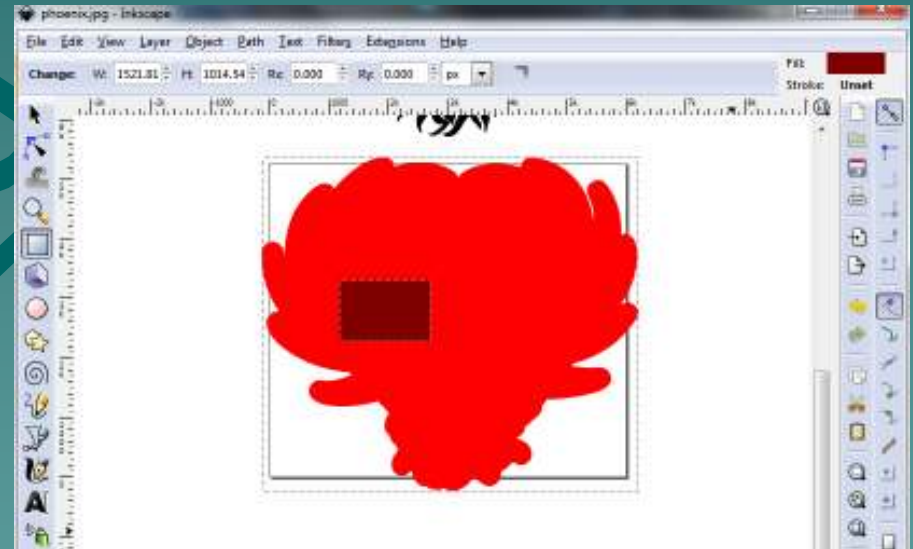 phoenix.jpg - Inkscape
File Edit View Layer Object Path Text Filters Extensions Help
Change: W: 1521.81 H: 1014.54 Rx: 0.000 Ry: 0.000 px
Fill:
Stroke: Unset